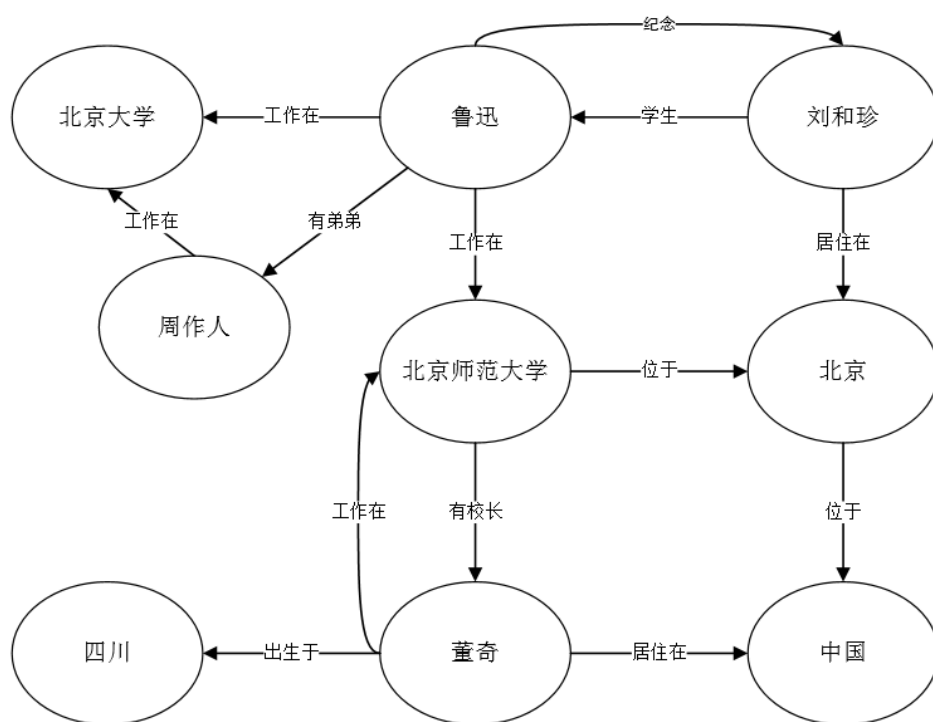 纪念
北京大学
工作在
鲁迅
学生
刘和珍
工作在
有弟弟
工作在
居住在
周作人
北京师范大学
位于
北京
工作在
有校长
位于
四川
出生于
董奇
居住在
中国